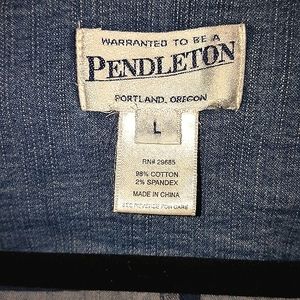 WARRANTED TO BE A
PENDLETON
PORTLAND, OREGON
L
RN# 29685
98% COTTON
2% SPANDEX
MADE IN CHINA
SEE REVERSE FOR CARE